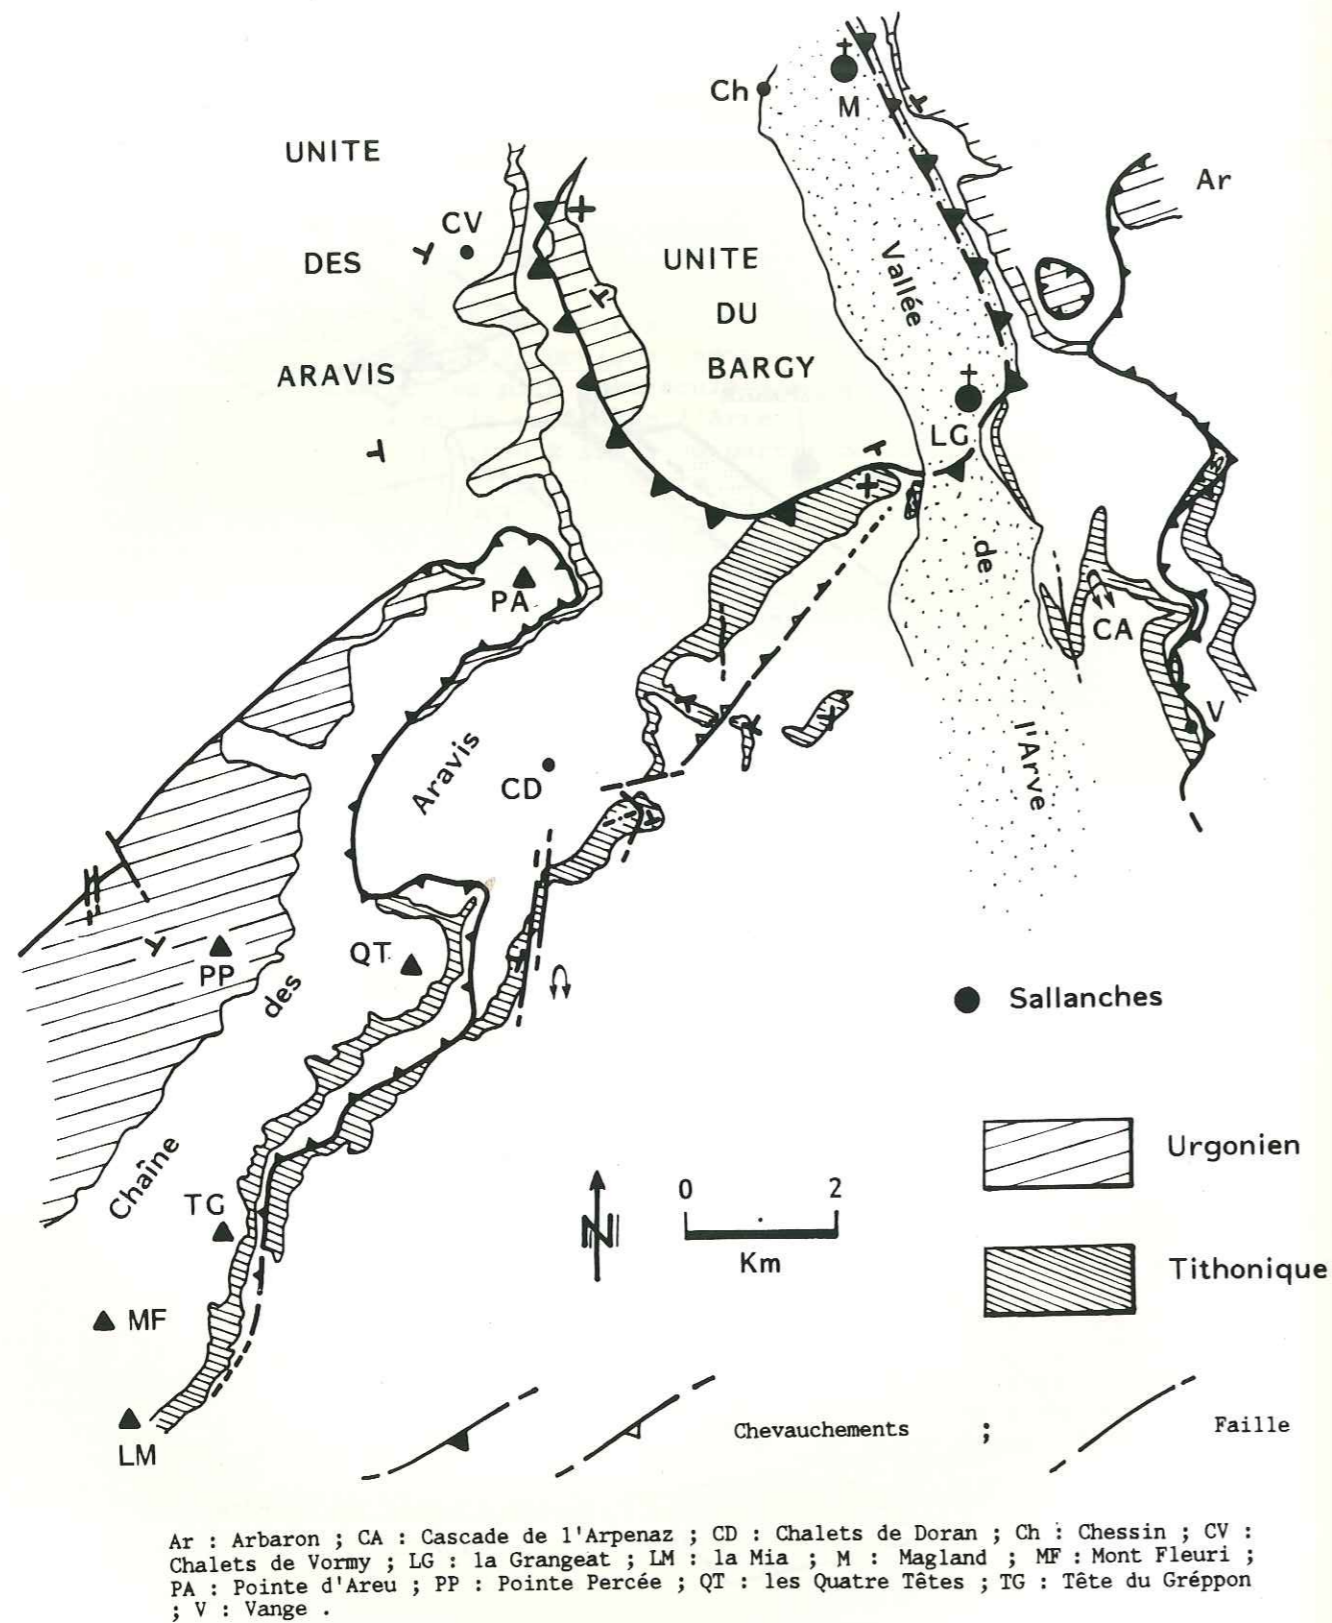 Ch
M
UNITE
Ar
CV
DES
UNITE
DU
BARGY
Vallée
ARAVIS
LG
de
PA
CA
V
l'Arve
Aravis
CD
QT
PP
des
Sallanches
Chaîne
Urgonien
TG
N
0 2
Km
Tithonique
MF
LM
Chevauchements ;
Faille
Ar : Arbaron ; CA : Cascade de l'Arpenaz ; CD : Chalets de Doran ; Ch : Chessin ; CV :
Chalets de Vormy ; LG : la Grangeat ; LM : la Mia ; M : Magland ; MF : Mont Fleuri ;
PA : Pointe d'Areu ; PP : Pointe Percée ; QT : les Quatre Têtes ; TG : Tête du Gréppon
; V : Vange .